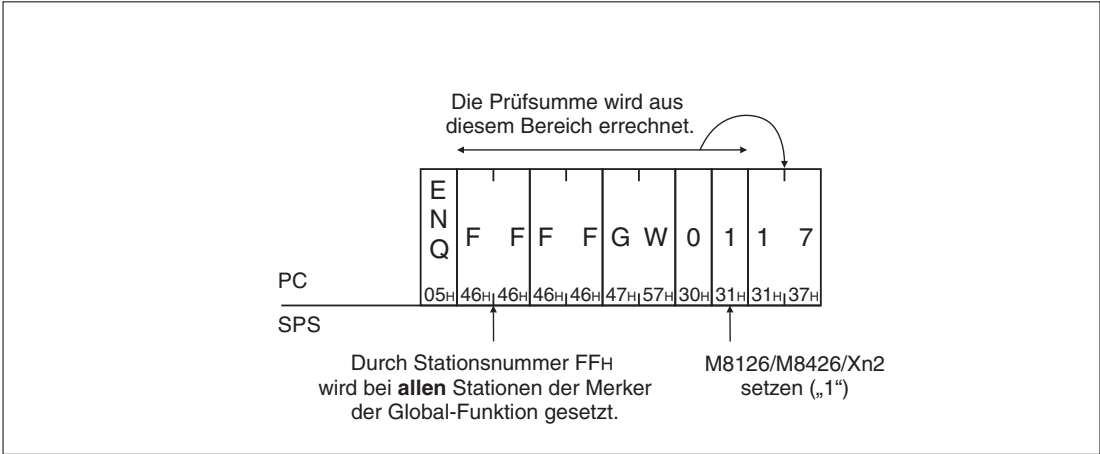 Die Prüfsumme wird aus
diesem Bereich errechnet.
E
N
Q
F F F F G W 0 1 1 7
PC
05H 46H 46H 46H 46H 47H 57H 30H 31H 31H 37H
SPS
Durch Stationsnummer FFH
wird bei allen Stationen der Merker
der Global-Funktion gesetzt.
M8126/M8426/Xn2
setzen („1“)